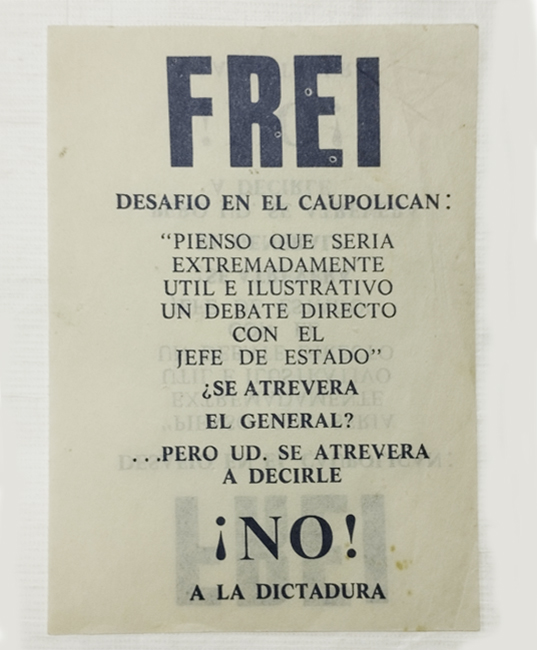 FREI
DESAFIO EN EL CAUPOLICAN:
"PIENSO QUE SERIA
EXTREMADAMENTE
UTIL E ILUSTRATIVO
UN DEBATE DIRECTO
CON EL
JEFE DE ESTADO"
¿SE ATREVERA
EL GENERAL?
...PERO UD. SE ATREVERA
A DECIRLE
¡NO!
A LA DICTADURA